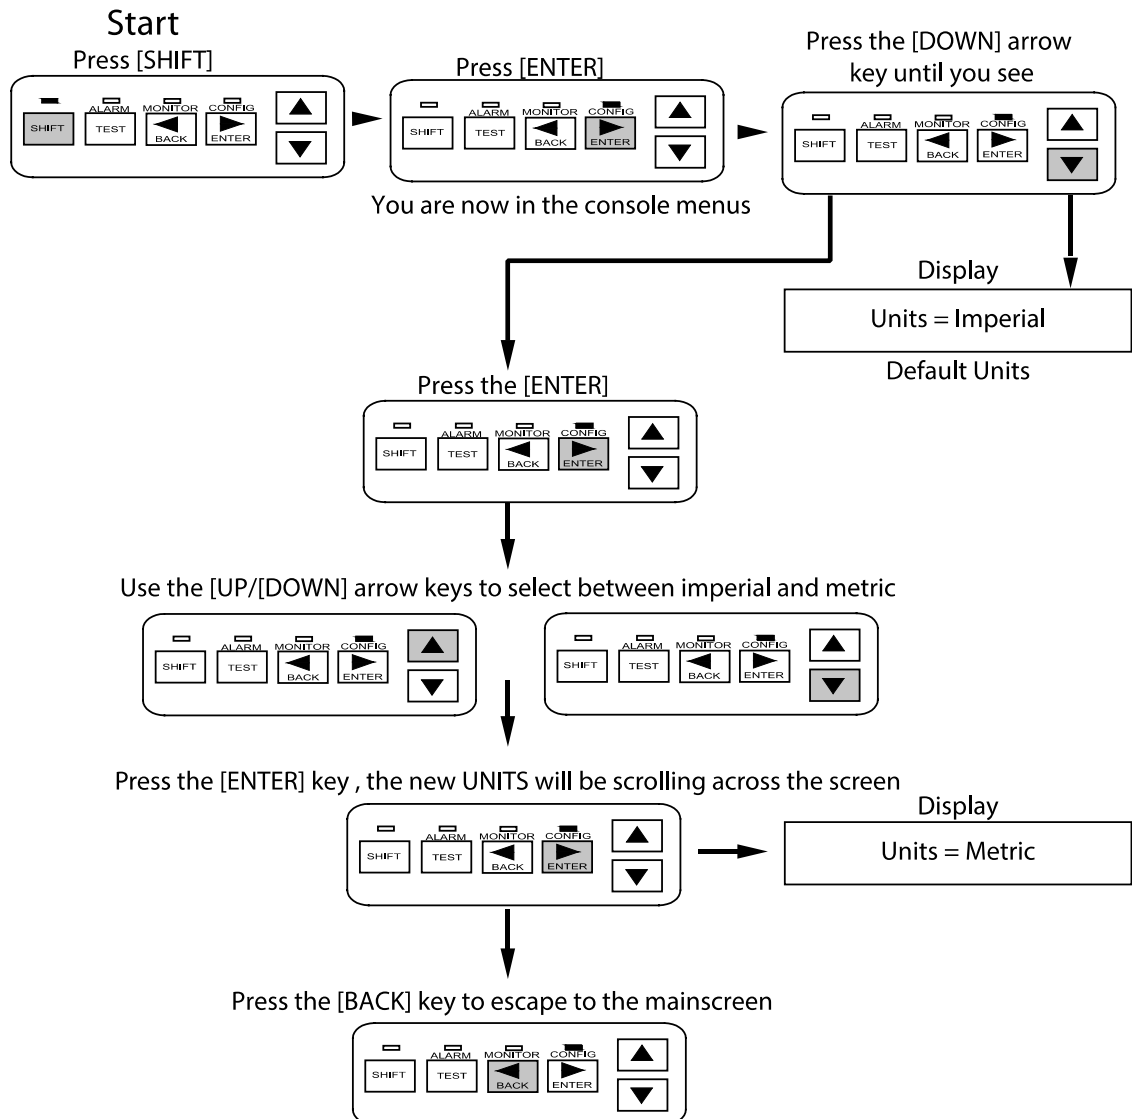 Start
Press [SHIFT]
ALARM MONITOR CONFIG
SHIFT TEST BACK ENTER
Press [ENTER]
ALARM MONITOR CONFIG
SHIFT TEST BACK ENTER
You are now in the console menus
Press the [DOWN] arrow
key until you see
ALARM MONITOR CONFIG
SHIFT TEST BACK ENTER
Display
Units = Imperial
Default Units
Press the [ENTER]
ALARM MONITOR CONFIG
SHIFT TEST BACK ENTER
Use the [UP/[DOWN] arrow keys to select between imperial and metric
ALARM MONITOR CONFIG
SHIFT TEST BACK ENTER
ALARM MONITOR CONFIG
SHIFT TEST BACK ENTER
Press the [ENTER] key , the new UNITS will be scrolling across the screen
ALARM MONITOR CONFIG
SHIFT TEST BACK ENTER
Display
Units = Metric
Press the [BACK] key to escape to the mainscreen
ALARM MONITOR CONFIG
SHIFT TEST BACK ENTER